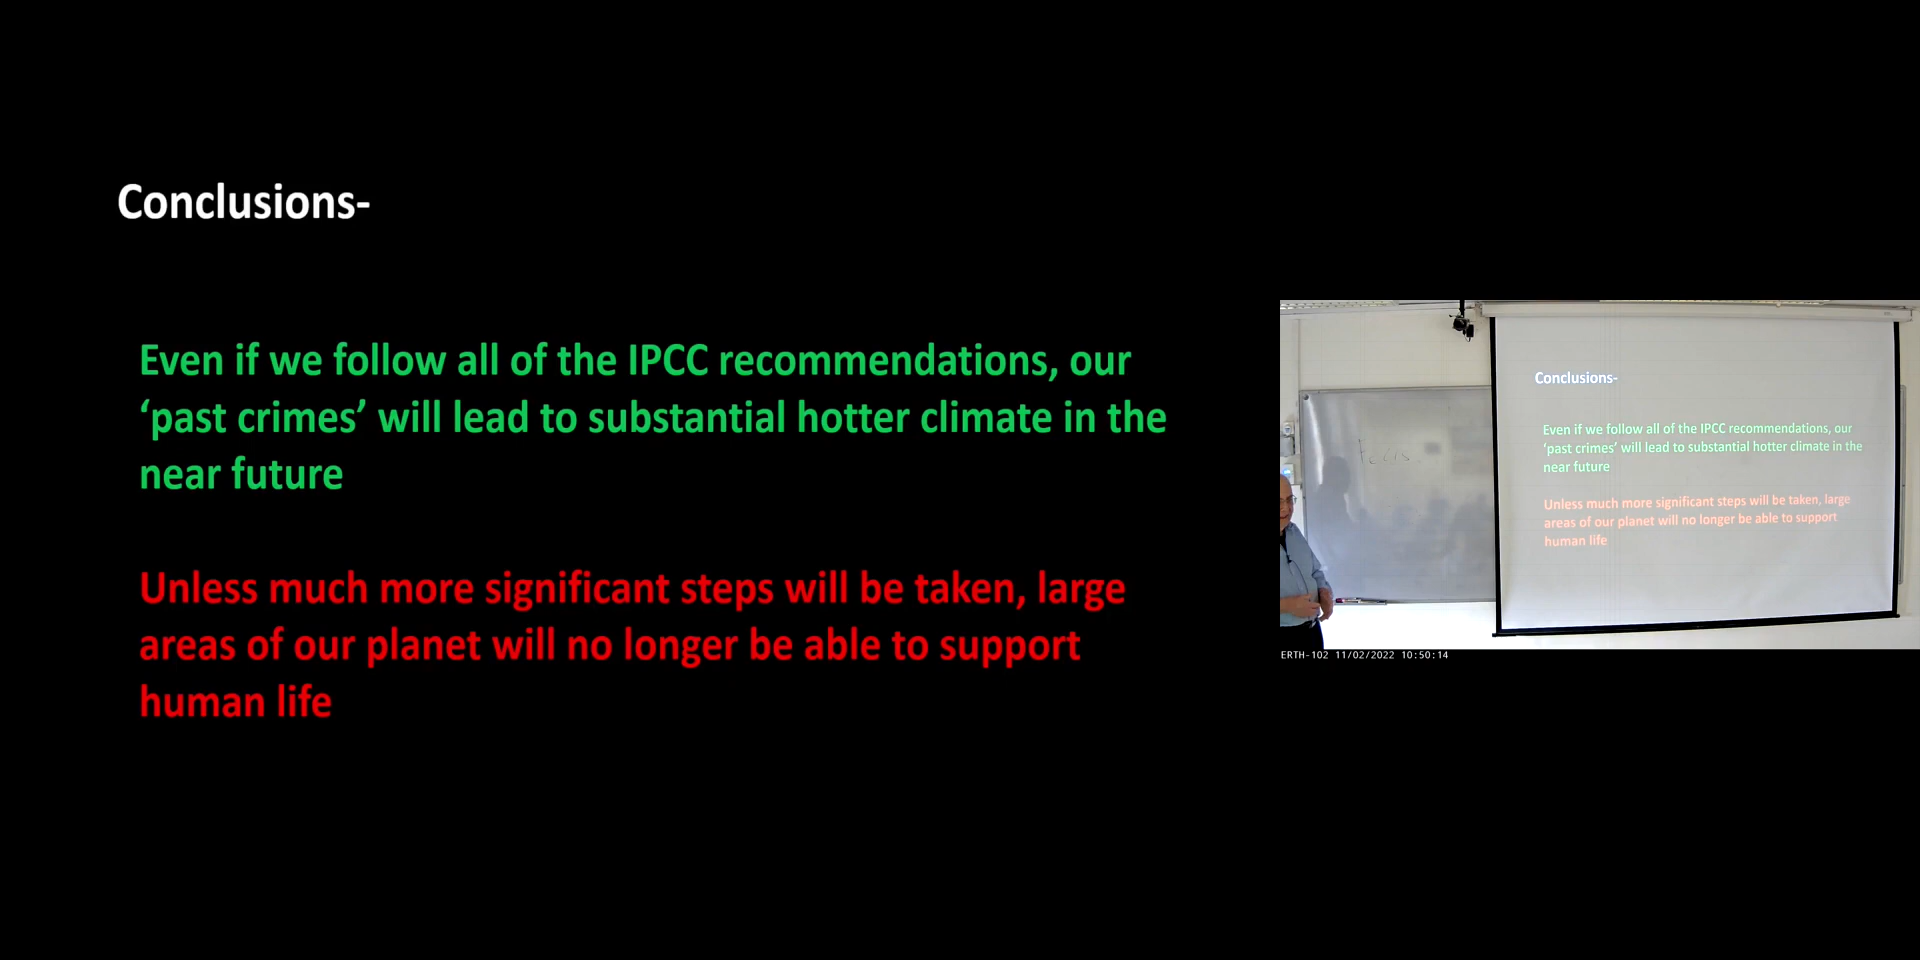 Conclusions-
Even if we follow all of the IPCC recommendations, our
‘past crimes’ will lead to substantial hotter climate in the
near future
Unless much more significant steps will be taken, large
areas of our planet will no longer be able to support
human life
Conclusions-
Even if we follow all of the IPCC recommendations, our
‘past crimes’ will lead to substantial hotter climate in the
near future
Unless much more significant steps will be taken, large
areas of our planet will no longer be able to support
human life
ERTH-102 11/02/2022 10:50:14